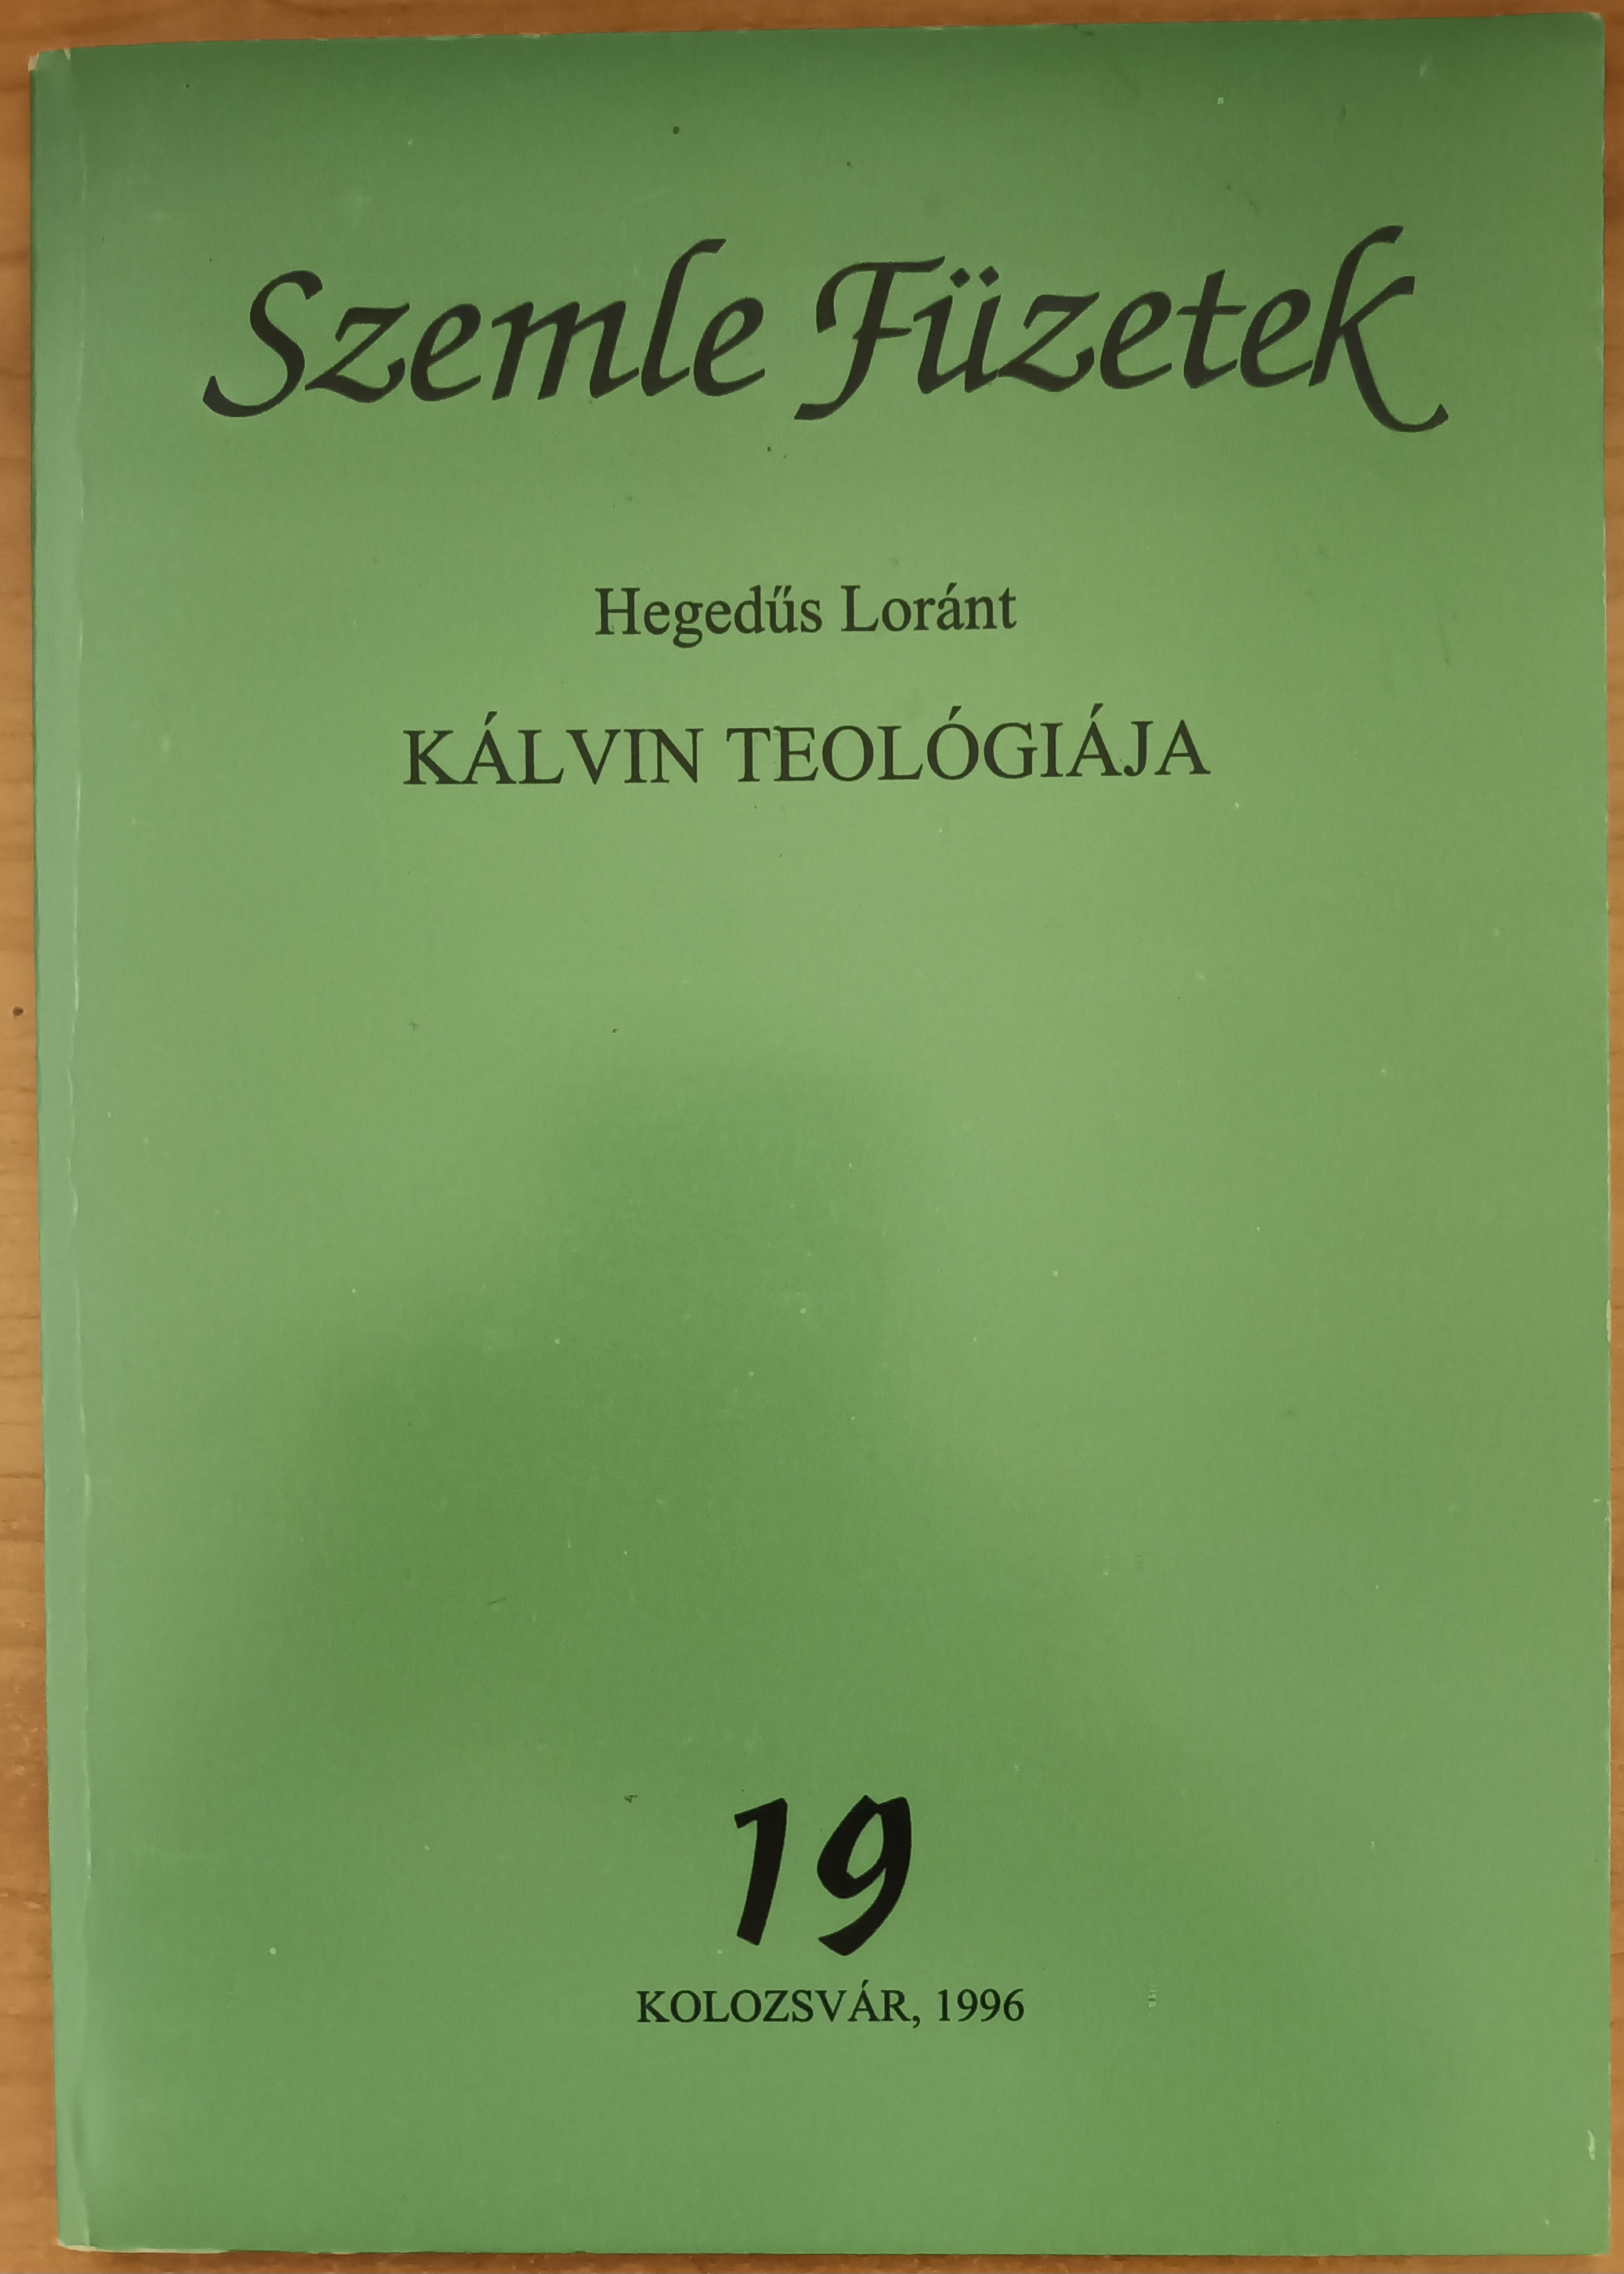 Szemle Füzetek
Hegedűs Loránt
KÁLVIN TEOLÓGIÁJA
19
KOLOZSVÁR, 1996